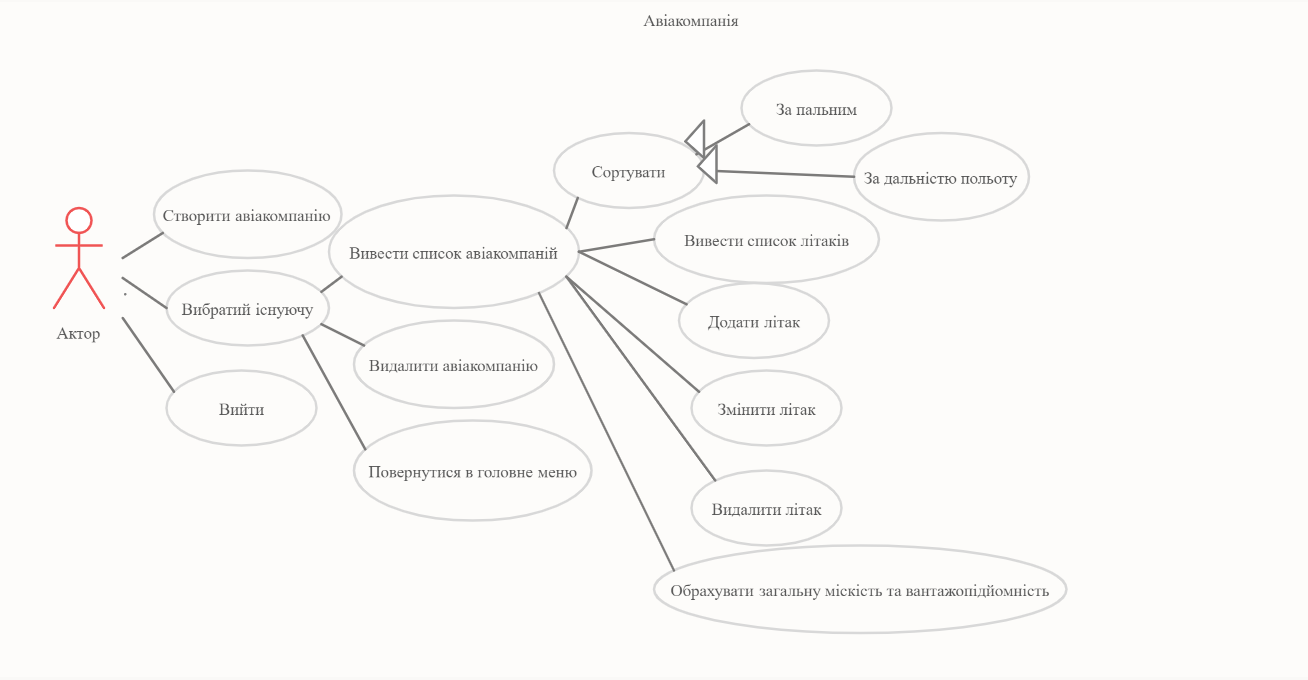 Авіакомпанія
За пальним
Сортувати
За дальністю польоту
Створити авіакомпанію
Вивести список авіакомпаній
Вивести список літаків
Вибратий існуючу
Додати літак
Актор
Видалити авіакомпанію
Вийти
Змінити літак
Повернутися в головне меню
Видалити літак
Обрахувати загальну міскість та вантажопідйомність